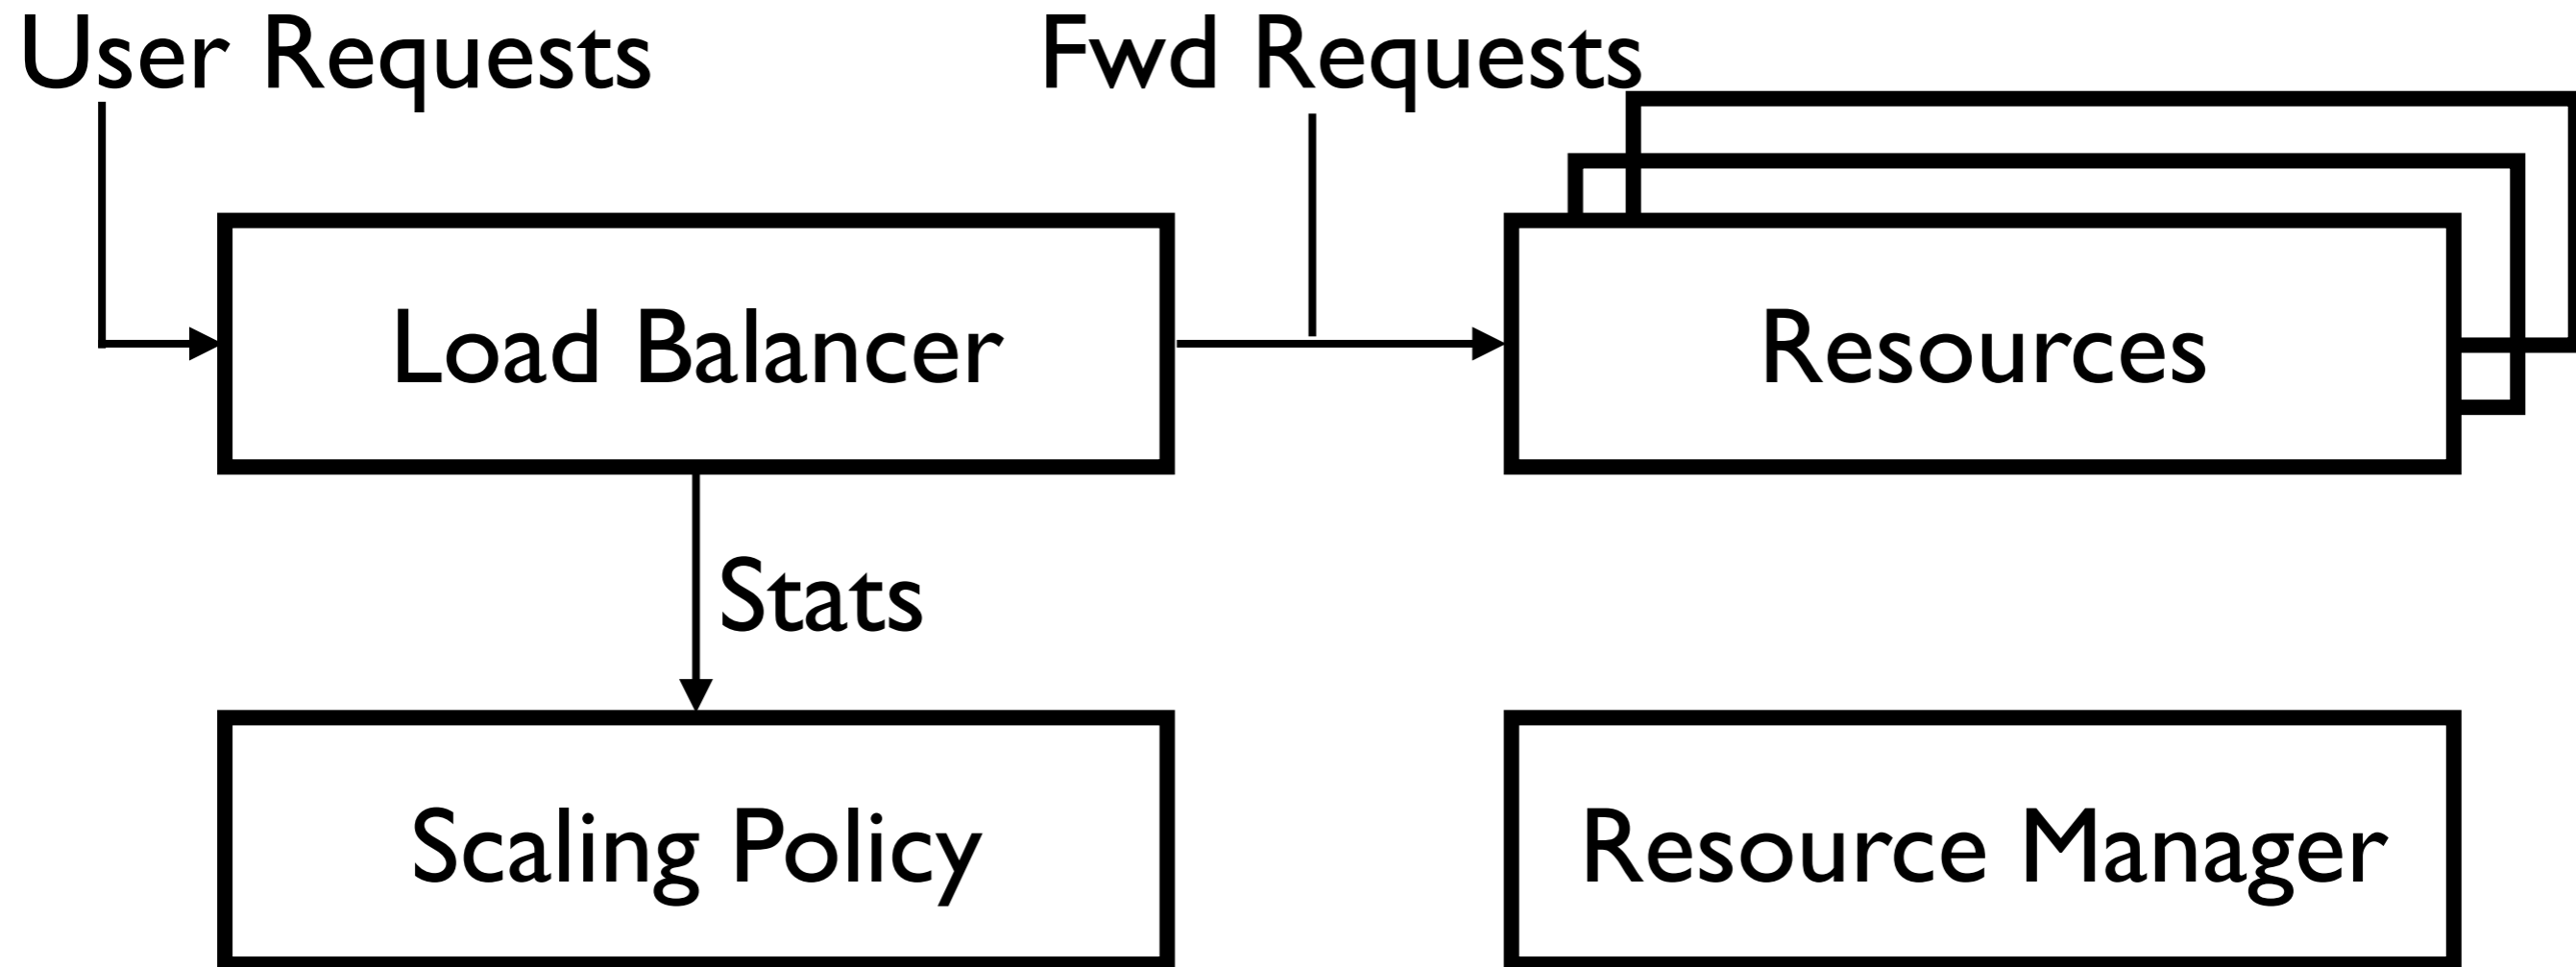 User Requests
Fwd Requests
Load Balancer
Resources
Stats
Scaling Policy
Resource Manager